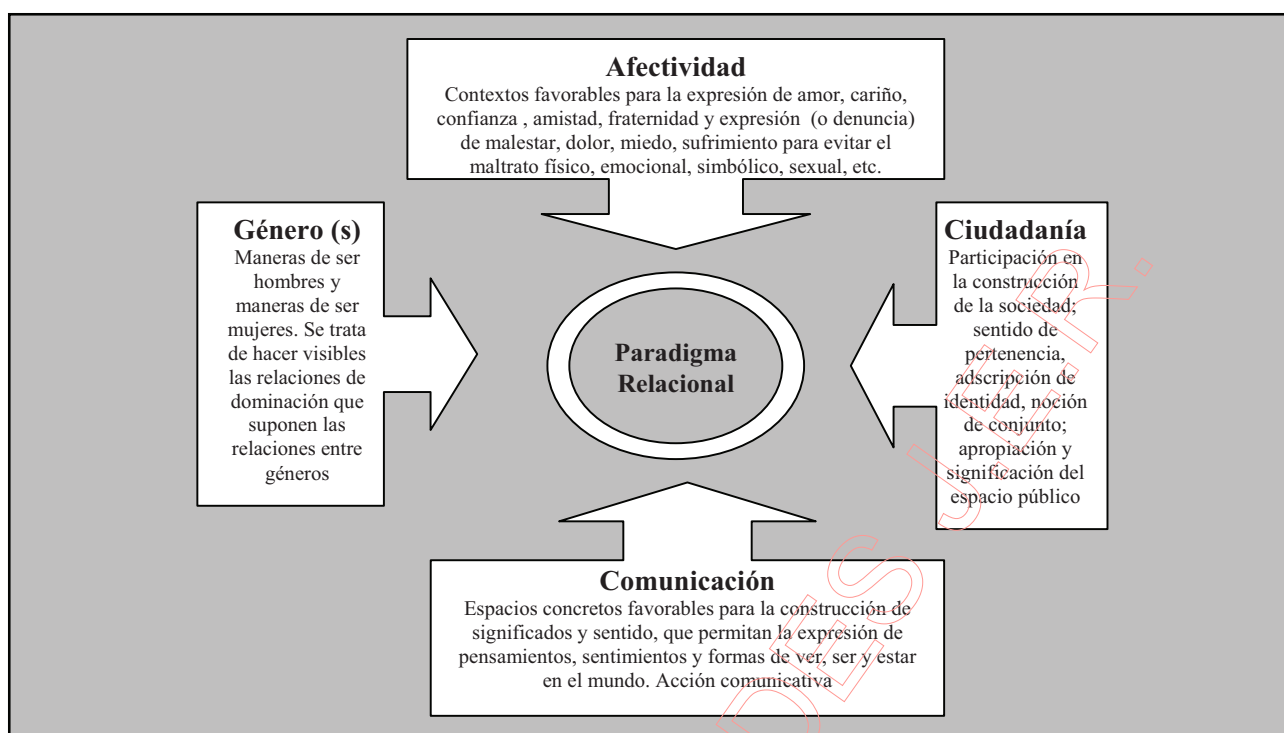 Afectividad
Contextos favorables para la expresión de amor, cariño,
confianza , amistad, fraternidad y expresión (o denuncia)
de malestar, dolor, miedo, sufrimiento para evitar el
maltrato físico, emocional, simbólico, sexual, etc.
Género (s)
Maneras de ser
hombres y
maneras de ser
mujeres. Se trata
de hacer visibles
las relaciones de
dominación que
suponen las
relaciones entre
géneros
Paradigma
Relacional
Ciudadanía
Participación en
la construcción
de la sociedad;
sentido de
pertenencia,
adscripción de
identidad, noción
de conjunto;
apropiación y
significación del
espacio público
Comunicación
Espacios concretos favorables para la construcción de
significados y sentido, que permitan la expresión de
pensamientos, sentimientos y formas de ver, ser y estar
en el mundo. Acción comunicativa
DES J.E.R.